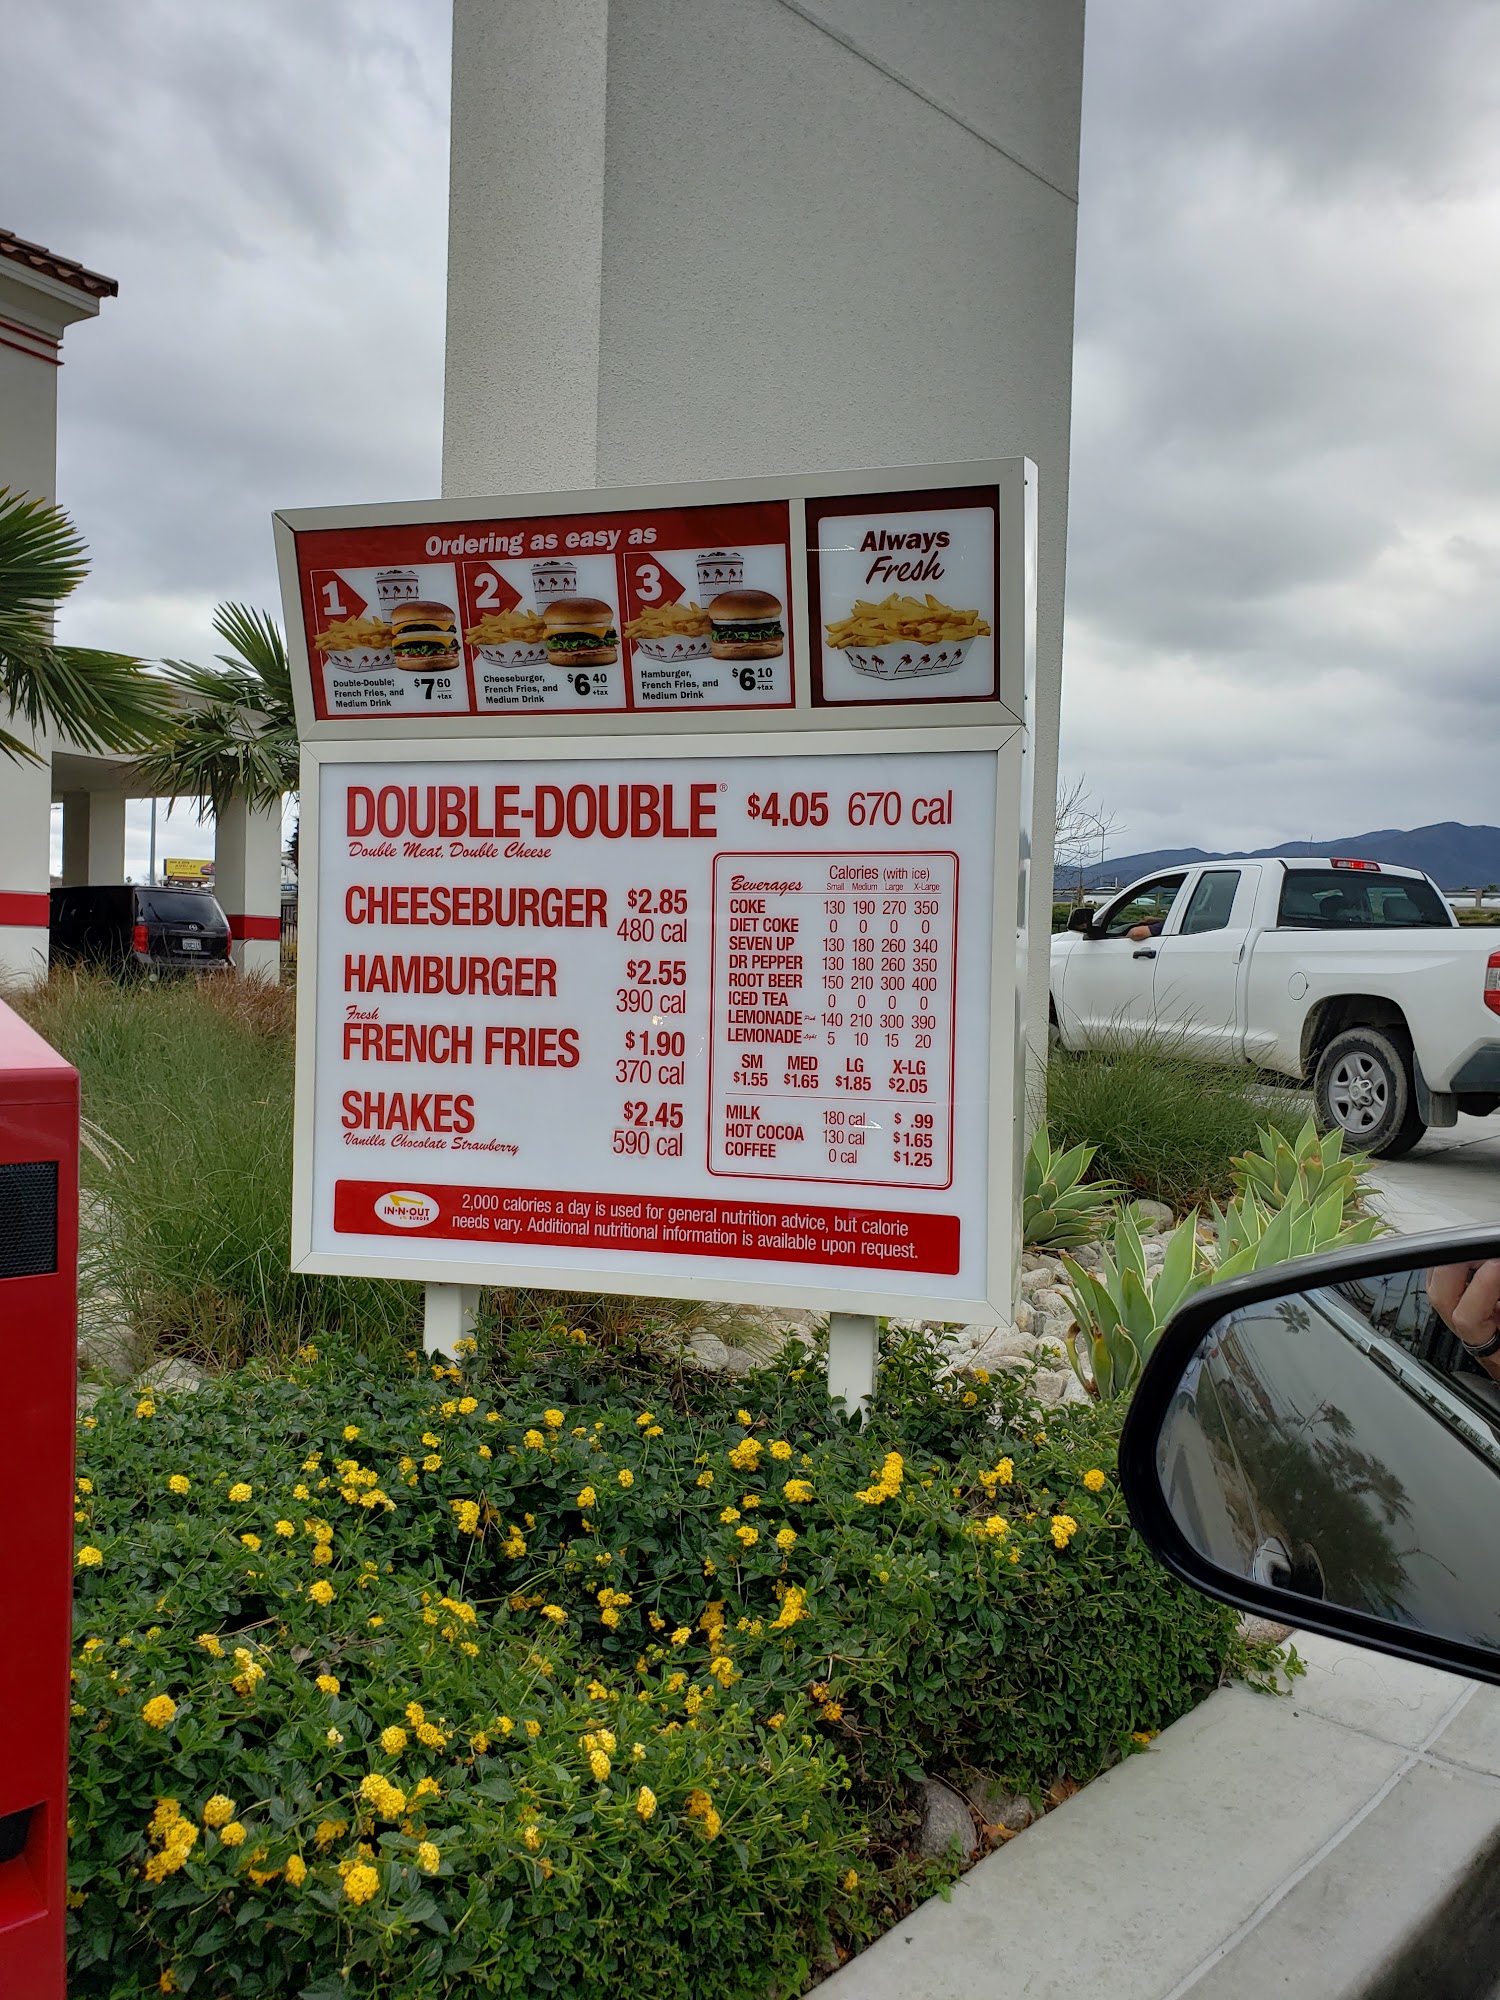 Ordering as easy as
1
Double-Double,
French Fries, and
Medium Drink
$7 60
+tax
2
Cheeseburger,
French Fries, and
Medium Drink
$6 40
+tax
3
Hamburger,
French Fries, and
Medium Drink
$6 10
+tax
Always
Fresh
DOUBLE-DOUBLE® $4.05 670 cal
Double Meat, Double Cheese
CHEESEBURGER $2.85
480 cal
HAMBURGER $2.55
390 cal
Fresh
FRENCH FRIES $1.90
370 cal
SHAKES $2.45
Vanilla Chocolate Strawberry 590 cal
Beverages Calories (with ice)
Small Medium Large X-Large
COKE 130 190 270 350
DIET COKE 0 0 0 0
SEVEN UP 130 180 260 340
DR PEPPER 130 180 260 350
ROOT BEER 150 210 300 400
ICED TEA 0 0 0 0
LEMONADE Pink 140 210 300 390
LEMONADE Light 5 10 15 20
SM MED LG X-LG
$1.55 $1.65 $1.85 $2.05
MILK 180 cal $ .99
HOT COCOA 130 cal $1.65
COFFEE 0 cal $1.25
IN-N-OUT
BURGER
2,000 calories a day is used for general nutrition advice, but calorie
needs vary. Additional nutritional information is available upon request.